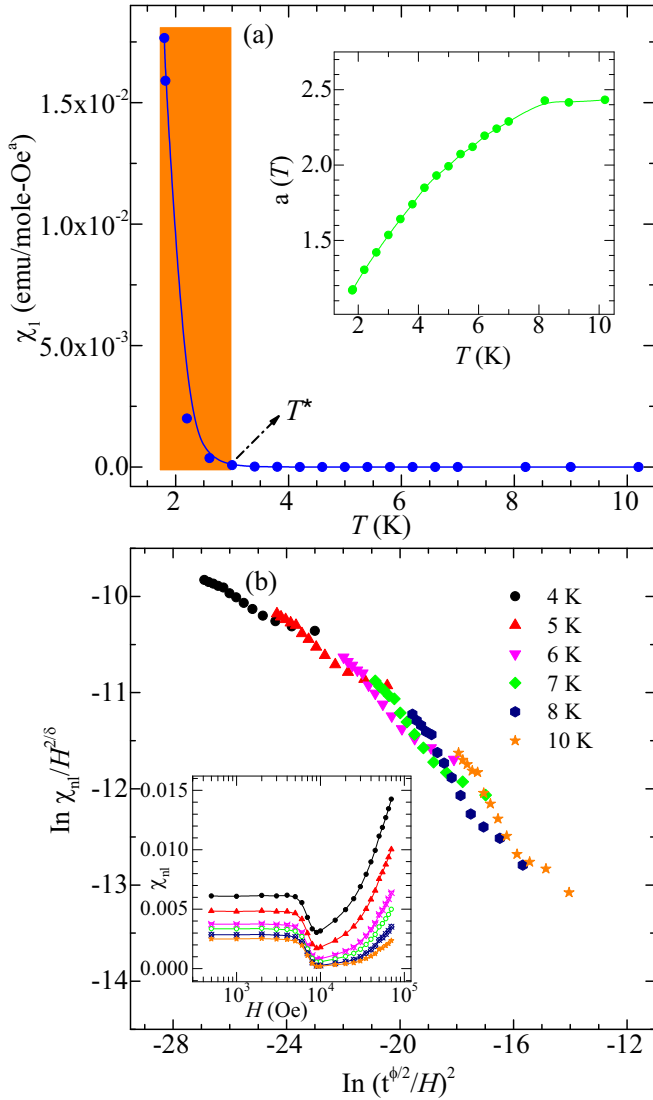 (a)
χ₁ (emu/mole-Oeᵃ)
1.5x10⁻²
1.0x10⁻²
5.0x10⁻³
0.0
2 4 6 8 10
T (K)
T*
a (T)
2.5
2.0
1.5
2 4 6 8 10
T (K)
(b)
ln χₙₗ/H^{2/δ}
-10
-11
-12
-13
-14
-28 -24 -20 -16 -12
ln (t^{ϕ/2}/H)²
4 K
5 K
6 K
7 K
8 K
10 K
χₙₗ
0.015
0.010
0.005
0.000
10³ 10⁴ 10⁵
H (Oe)